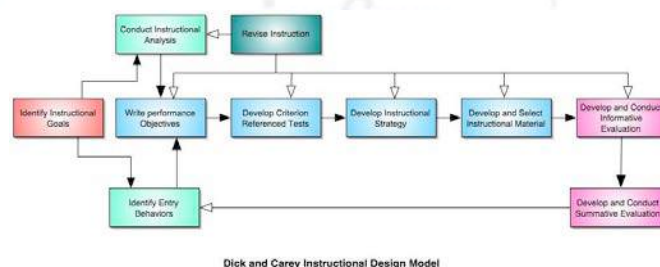 Conduct Instructional
Analysis
Revise Instruction
Identify Instructional
Goals
Write performance
Objectives
Develop Criterion
Referenced Tests
Develop Instructional
Strategy
Develop and Select
Instructional Material
Develop and Conduct
Informative
Evaluation
Identify Entry
Behaviors
Develop and Conduct
Summative Evaluation
Dick and Carey Instructional Design Model